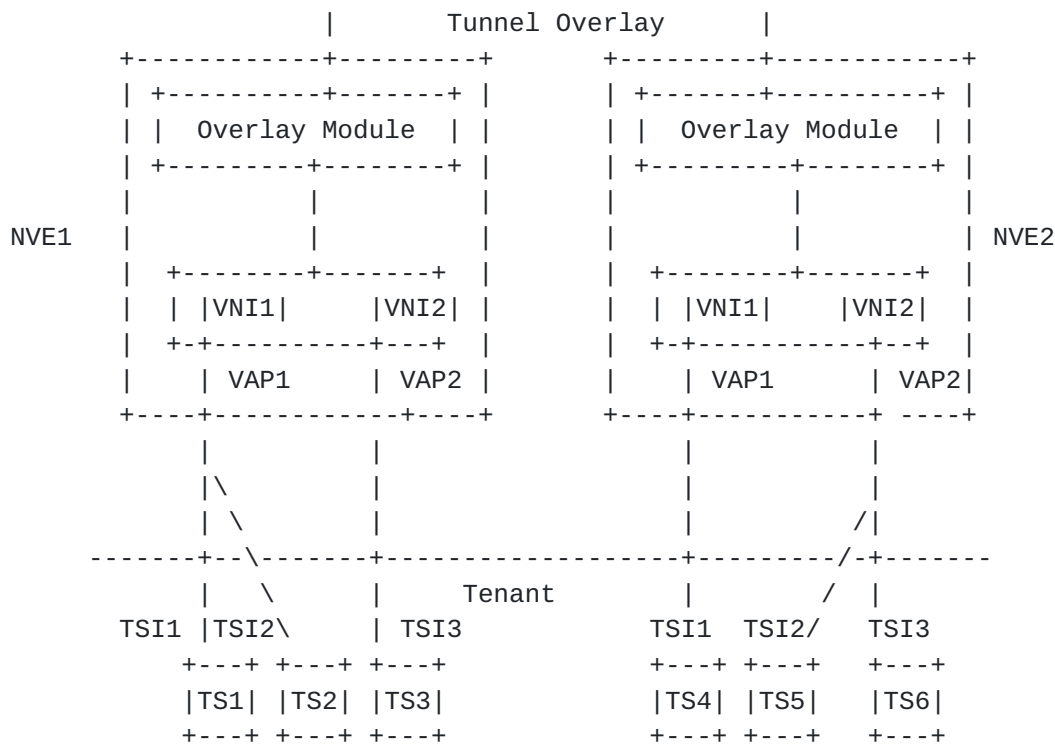 |      Tunnel Overlay      |
+------------+---------+       +---------+------------+
| +----------+-------+ |       | +-------+----------+ |
| |  Overlay Module  | |       | |  Overlay Module  | |
| +---------+--------+ |       | +---------+--------+ |
|           |          |       |           |          |
NVE1   |           |          |       |           |          | NVE2
|  +--------+-------+  |       |  +--------+-------+  |
|  | |VNI1|     |VNI2|  |       |  | |VNI1|    |VNI2|  |
|  +-+----------+---+  |       |  +-+-----------+--+  |
|    | VAP1     | VAP2 |       |    | VAP1      | VAP2|
+----+------------+----+       +----+-----------+ ----+
|          |                   |           |
|\         |                   |           |
| \        |                   |          /|
-------+--\-------+-------------------+---------/-+-------
|   \      |     Tenant        |        /  |
TSI1 |TSI2\     | TSI3            TSI1  TSI2/   TSI3
+---+ +---+ +---+             +---+ +---+   +---+
|TS1| |TS2| |TS3|             |TS4| |TS5|   |TS6|
+---+ +---+ +---+             +---+ +---+   +---+